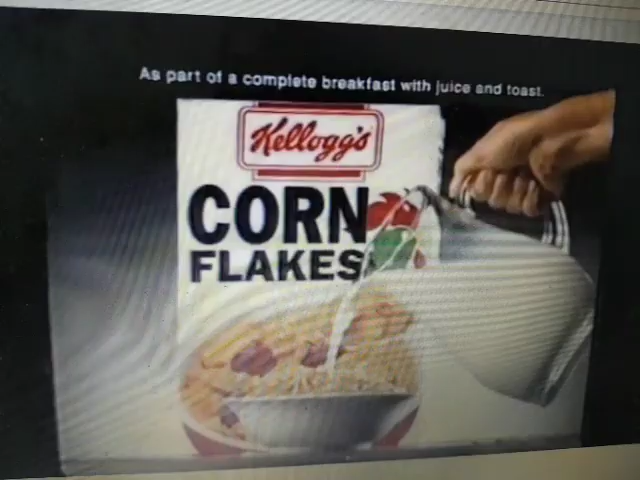 As part of a complete breakfast with juice and toast.
Kellogg's
CORN
FLAKES